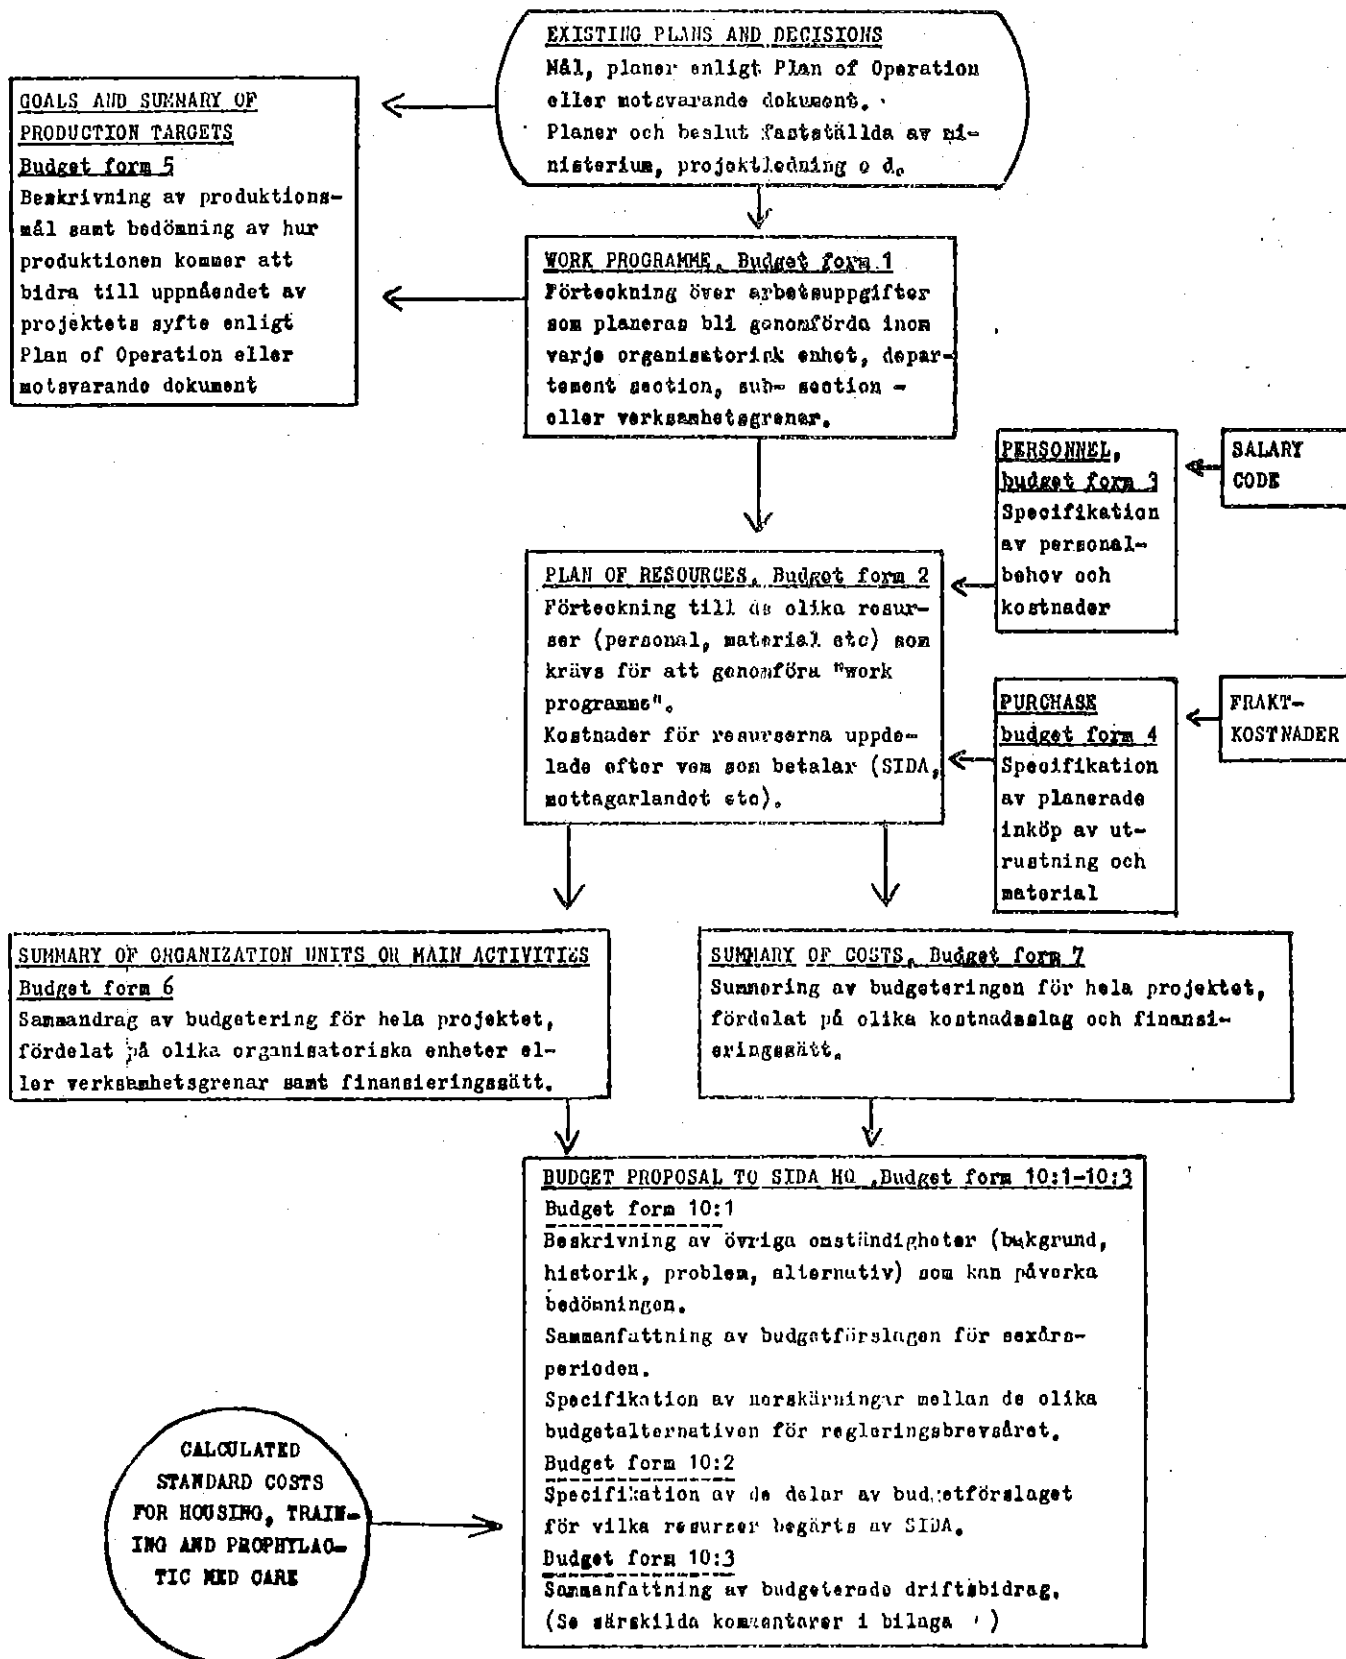 EXISTING PLANS AND DECISIONS
Mål, planer enligt Plan of Operation
eller motsvarande dokument.
Planer och beslut fastställda av mi-
nisterium, projektledning o d.
GOALS AND SUMMARY OF
PRODUCTION TARGETS
Budget form 5
Beskrivning av produktions-
mål samt bedömning av hur
produktionen kommer att
bidra till uppnåendet av
projektets syfte enligt
Plan of Operation eller
motsvarande dokument
WORK PROGRAMME, Budget form 1
Förteckning över arbetsuppgifter
som planeras bli genomförda inom
varje organisatorisk enhet, depar-
tement section, sub- section -
eller verksamhetsgrenar.
PERSONNEL,
budget form 3
Specifikation
av personal-
behov och
kostnader
SALARY
CODE
PLAN OF RESOURCES, Budget form 2
Förteckning till de olika resur-
ser (personal, material etc) som
krävs för att genomföra "work
programme".
Kostnader för resurserna uppde-
lade efter vem som betalar (SIDA,
mottagarlandet etc).
PURCHASE
budget form 4
Specifikation
av planerade
inköp av ut-
rustning och
material
FRAKT-
KOSTNADER
SUMMARY OF ORGANIZATION UNITS OR MAIN ACTIVITIES
Budget form 6
Sammandrag av budgetering för hela projektet,
fördelat på olika organisatoriska enheter el-
ler verksamhetsgrenar samt finansieringssätt.
SUMMARY OF COSTS, Budget form 7
Summering av budgeteringen för hela projektet,
fördelat på olika kostnadsslag och finansi-
eringssätt.
BUDGET PROPOSAL TO SIDA HQ ,Budget form 10:1-10:3
Budget form 10:1
Beskrivning av övriga omständigheter (bakgrund,
historik, problem, alternativ) som kan påverka
bedömningen.
Sammanfattning av budgetförslagen för sexårs-
perioden.
Specifikation av norskärningar mellan de olika
budgetalternativen för regleringsbrevsåret.
Budget form 10:2
Specifikation av de delar av budgetförslaget
för vilka resurser begärts av SIDA.
Budget form 10:3
Sammanfattning av budgeterade driftsbidrag.
(Se särskilda kommentarer i bilaga )
CALCULATED
STANDARD COSTS
FOR HOUSING, TRAIN-
ING AND PROPHYLAC-
TIC MED CARE